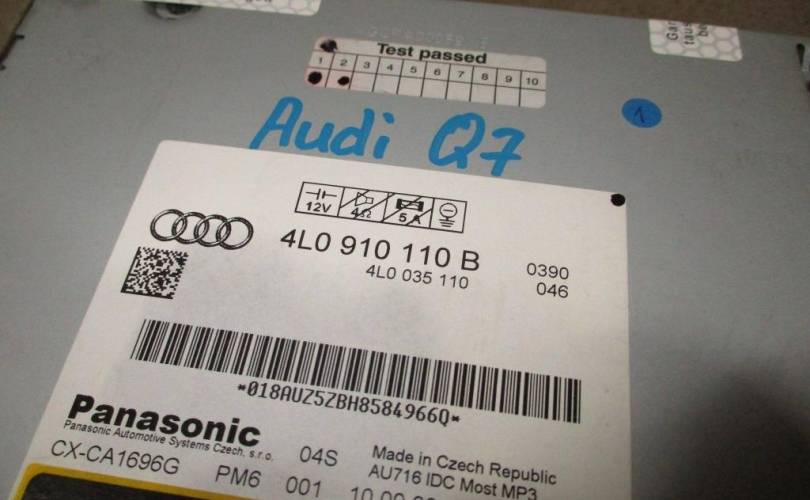 Test passed
1 2 3 4 5 6 7 8 9 10
Audi Q7
1
12V 4Ω 5A
4L0 910 110 B 0390
4L0 035 110 046
*018AUZ5ZBH8584966Q*
Panasonic
Panasonic Automotive Systems Czech, s.r.o.
CX-CA1696G 04S Made in Czech Republic
PM6 001 AU716 IDC Most MP3